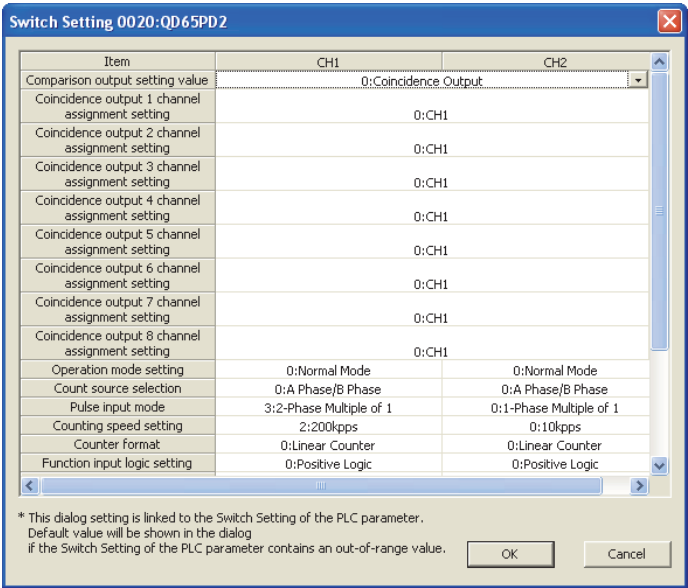 Switch Setting 0020:QD65PD2
Item CH1 CH2
Comparison output setting value 0:Coincidence Output
Coincidence output 1 channel
assignment setting 0:CH1
Coincidence output 2 channel
assignment setting 0:CH1
Coincidence output 3 channel
assignment setting 0:CH1
Coincidence output 4 channel
assignment setting 0:CH1
Coincidence output 5 channel
assignment setting 0:CH1
Coincidence output 6 channel
assignment setting 0:CH1
Coincidence output 7 channel
assignment setting 0:CH1
Coincidence output 8 channel
assignment setting 0:CH1
Operation mode setting 0:Normal Mode 0:Normal Mode
Count source selection 0:A Phase/B Phase 0:A Phase/B Phase
Pulse input mode 3:2-Phase Multiple of 1 0:1-Phase Multiple of 1
Counting speed setting 2:200kpps 0:10kpps
Counter format 0:Linear Counter 0:Linear Counter
Function input logic setting 0:Positive Logic 0:Positive Logic
* This dialog setting is linked to the Switch Setting of the PLC parameter.
Default value will be shown in the dialog
if the Switch Setting of the PLC parameter contains an out-of-range value.
OK Cancel